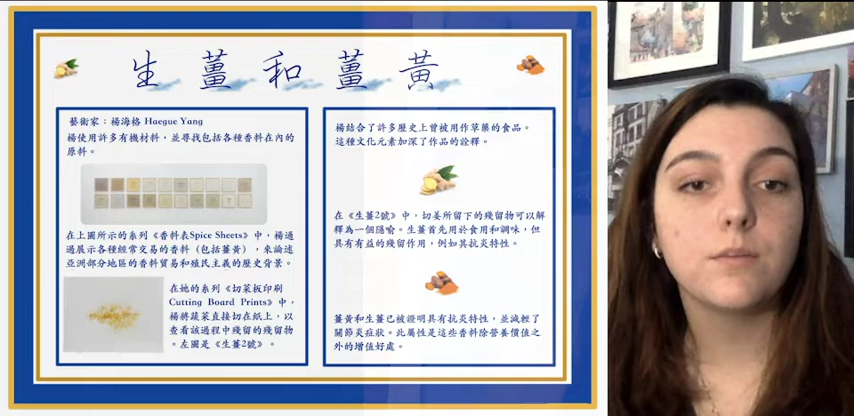 生薑和薑黃
藝術家：楊海格 Haegue Yang
楊使用許多有機材料，並尋找包括各種香料在內的
原料。
在上圖所示的系列《香料表Spice Sheets》中，楊通
過展示各種經常交易的香料（包括薑黃），來論述
亞洲部分地區的香料貿易和殖民主義的歷史背景。
在她的系列《切菜板印刷
Cutting Board Prints》中，
楊將蔬菜直接切在紙上，以
查看該過程中殘留的殘留物
。左圖是《生薑2號》。
楊結合了許多歷史上曾被用作草藥的食品。
這種文化元素加深了作品的詮釋。
在《生薑2號》中，切姜所留下的殘留物可以解
釋為一個隱喻。生薑首先用於食用和調味，但
具有有益的殘留作用，例如其抗炎特性。
薑黃和生薑已被證明具有抗炎特性，並減輕了
關節炎症狀。此屬性是這些香料除營養價值之
外的增值好處。